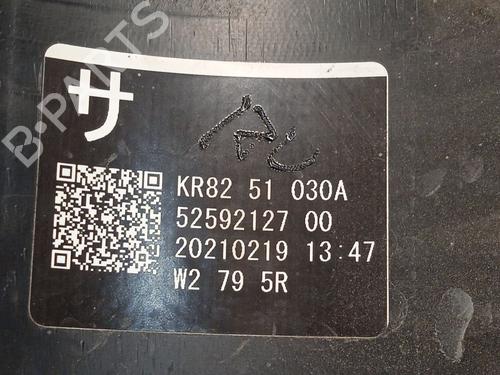 サ
KR82 51 030A
52592127 00
20210219 13:47
W2 79 5R
B-PARTS